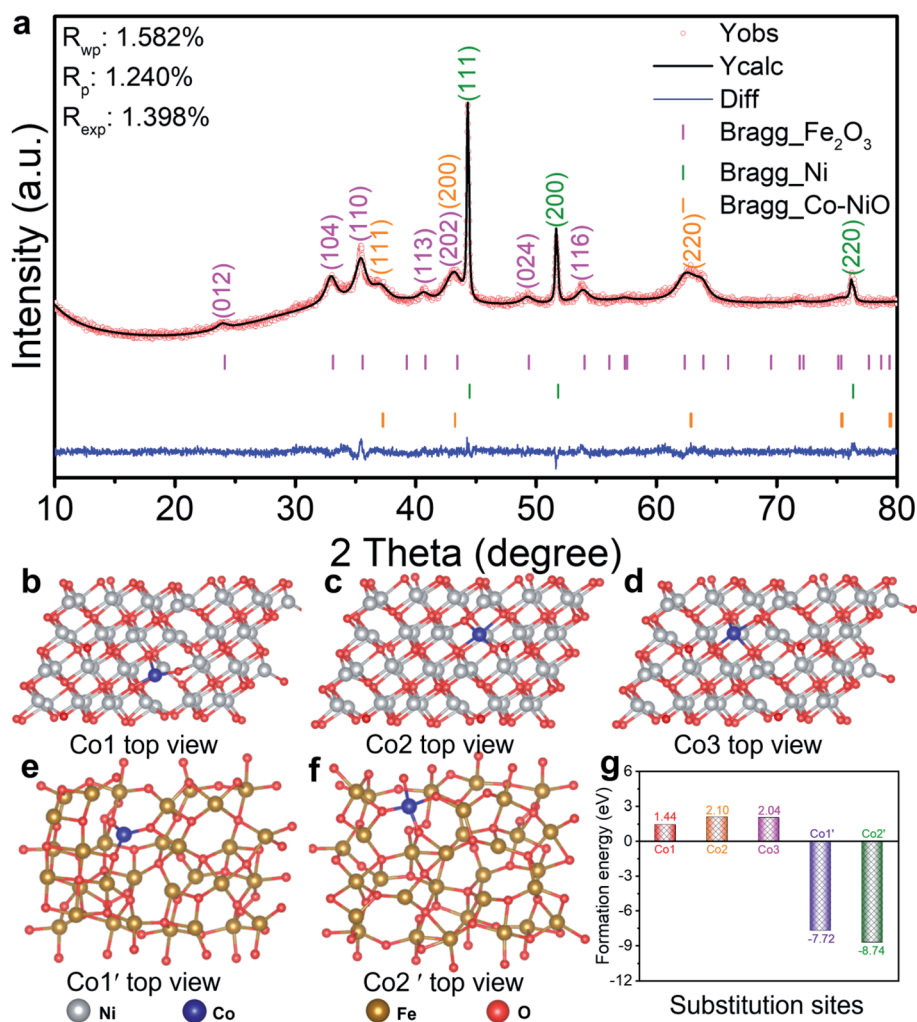 a
R_wp: 1.582%
R_p: 1.240%
R_exp: 1.398%
Yobs
Ycalc
Diff
Bragg_Fe₂O₃
Bragg_Ni
Bragg_Co-NiO
(012)
(104)
(110)
(111)
(113)
(202)
(200)
(111)
(024)
(200)
(116)
(220)
(220)
Intensity (a.u.)
10 20 30 40 50 60 70 80
2 Theta (degree)
b
c
d
Co1 top view
Co2 top view
Co3 top view
e
f
g
Co1′ top view
Co2 ′ top view
Ni Co Fe O
Formation energy (eV)
6
3
0
-3
-6
-9
-12
1.44 2.10 2.04 Co1' Co2'
Co1 Co2 Co3
-7.72 -8.74
Substitution sites